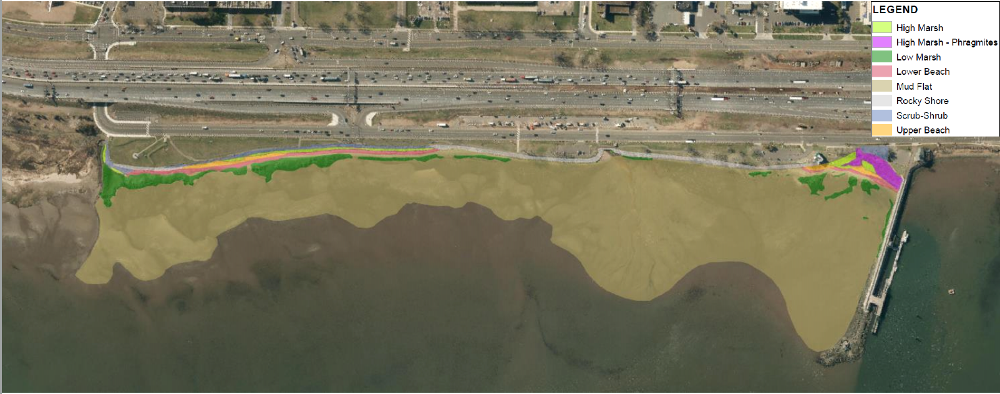 LEGEND
High Marsh
High Marsh - Phragmites
Low Marsh
Lower Beach
Mud Flat
Rocky Shore
Scrub-Shrub
Upper Beach